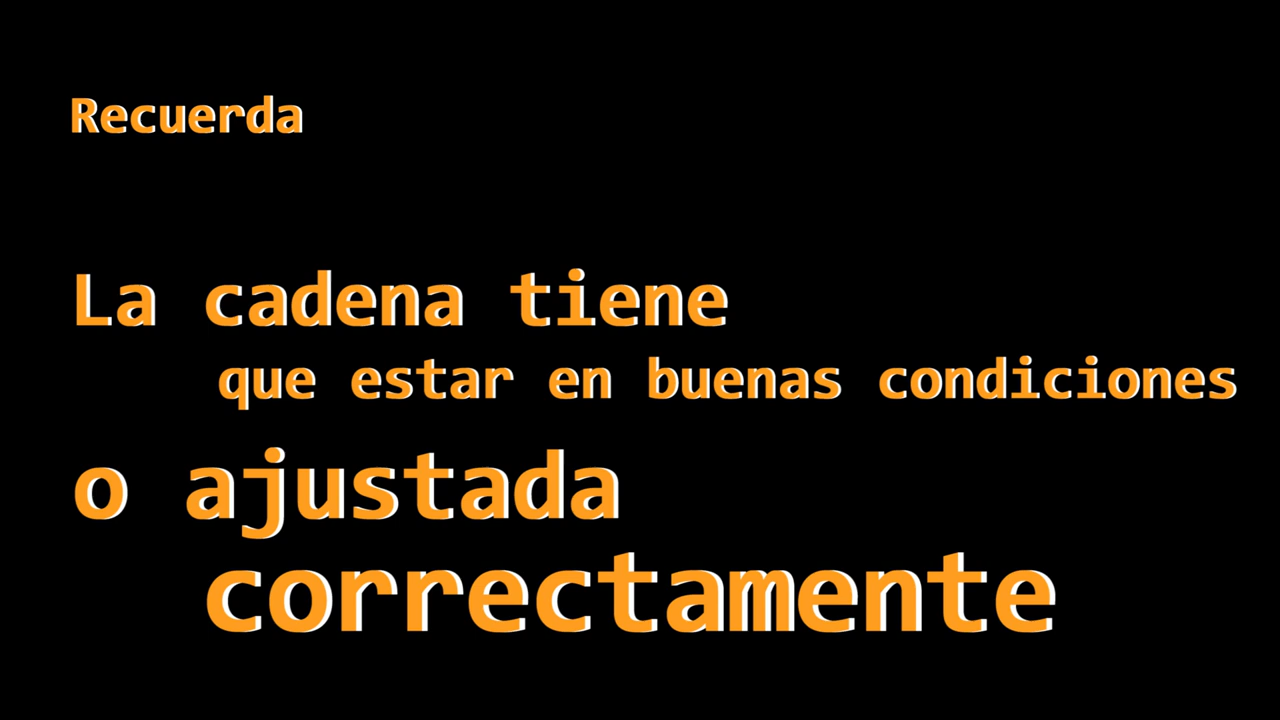 Recuerda
La cadena tiene
que estar en buenas condiciones
o ajustada
correctamente